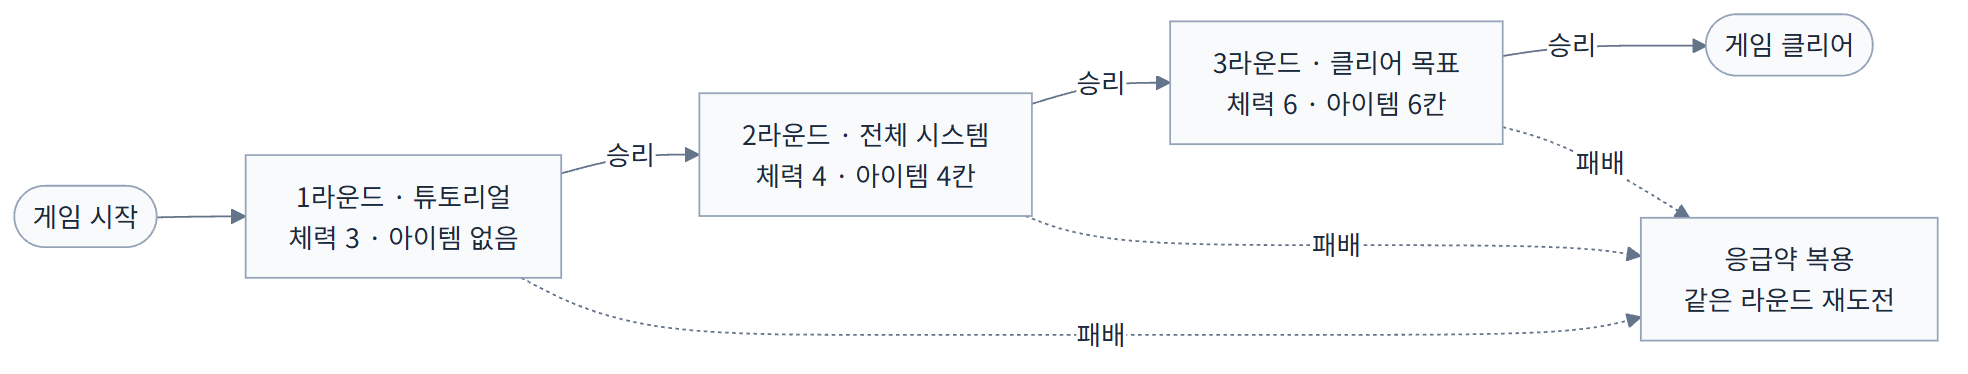 게임 시작
1라운드 · 튜토리얼
체력 3 · 아이템 없음
승리
2라운드 · 전체 시스템
체력 4 · 아이템 4칸
승리
3라운드 · 클리어 목표
체력 6 · 아이템 6칸
승리
게임 클리어
패배
패배
패배
응급약 복용
같은 라운드 재도전